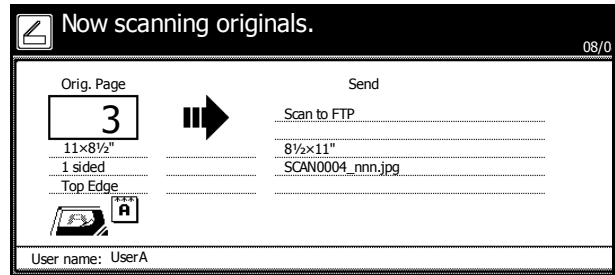 Now scanning originals.
08/0
Orig. Page
Send
3
Scan to FTP
11×8½"
8½×11"
1 sided
SCAN0004_nnn.jpg
Top Edge
A
User name: UserA